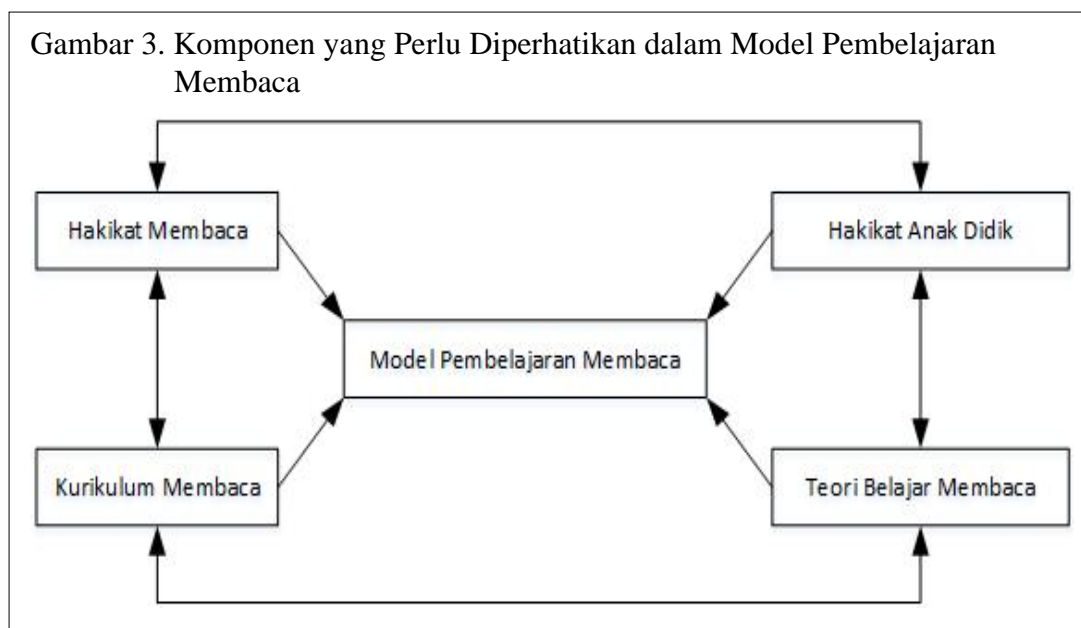 Gambar 3. Komponen yang Perlu Diperhatikan dalam Model Pembelajaran
Membaca
Hakikat Membaca
Hakikat Anak Didik
Model Pembelajaran Membaca
Kurikulum Membaca
Teori Belajar Membaca